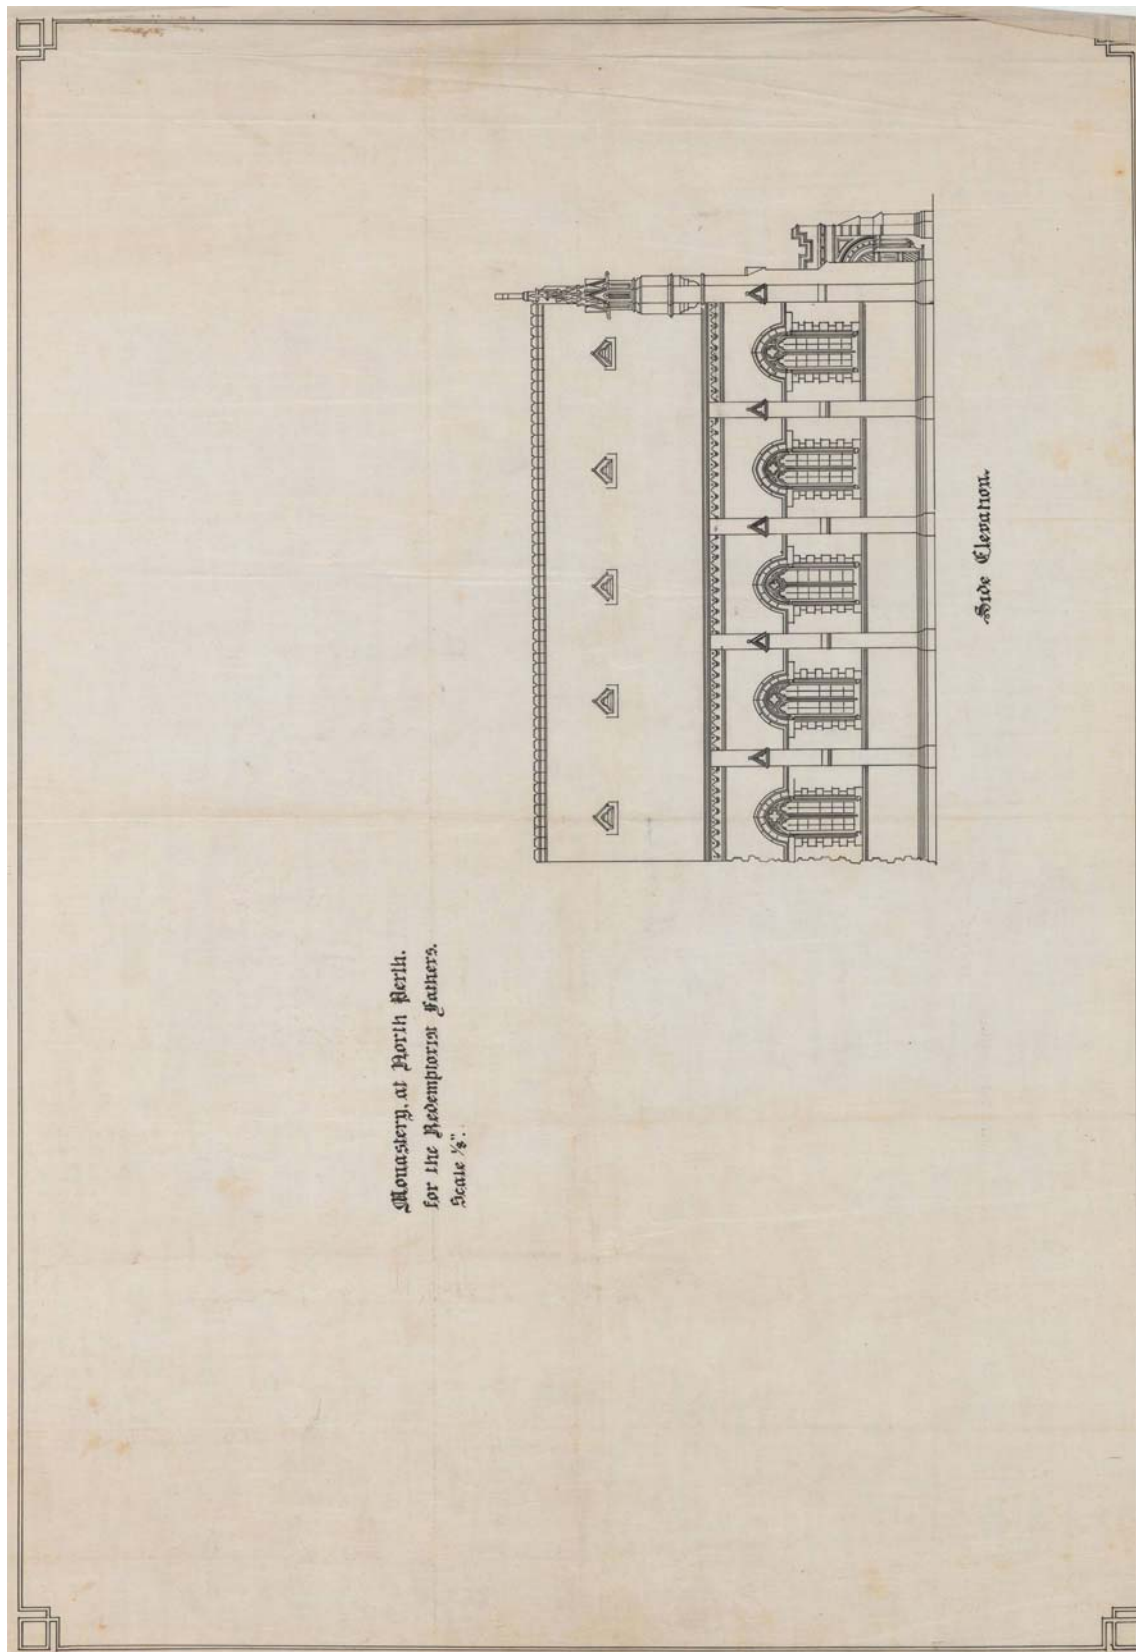 Monastery, at North Perth.
for the Redemptorist Fathers.
Scale 1/8".
Side Elevation.